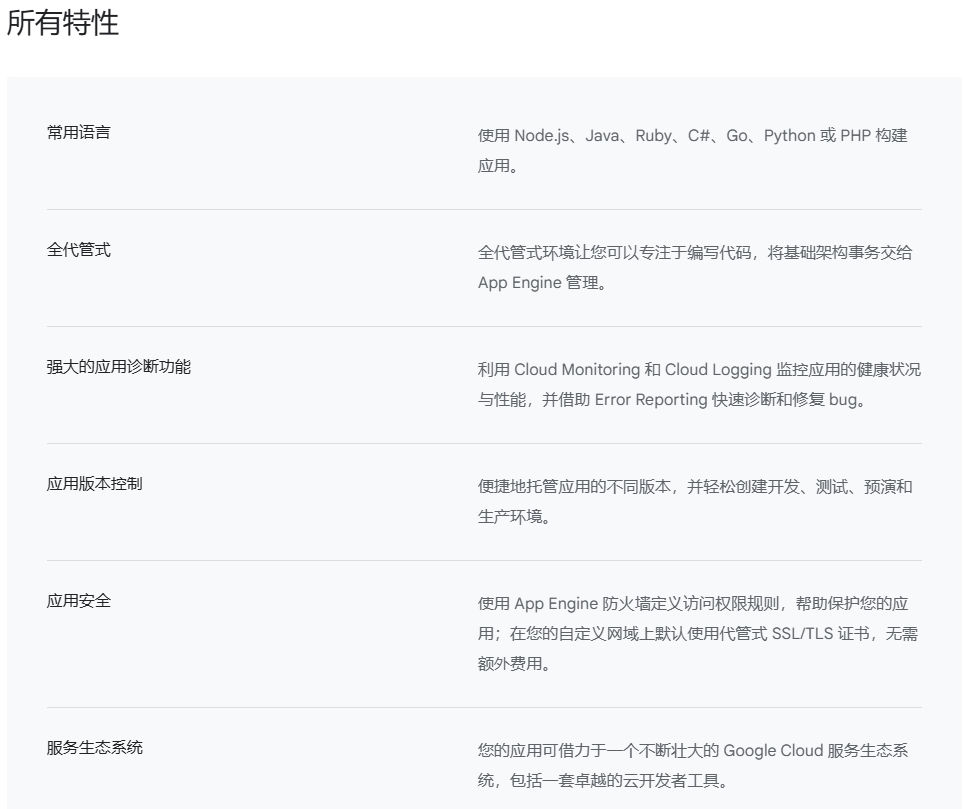 所有特性
常用语言
使用 Node.js、Java、Ruby、C#、Go、Python 或 PHP 构建
应用。
全代管式
全代管式环境让您可以专注于编写代码，将基础架构事务交给
App Engine 管理。
强大的应用诊断功能
利用 Cloud Monitoring 和 Cloud Logging 监控应用的健康状况
与性能，并借助 Error Reporting 快速诊断和修复 bug。
应用版本控制
便捷地托管应用的不同版本，并轻松创建开发、测试、预演和
生产环境。
应用安全
使用 App Engine 防火墙定义访问权限规则，帮助保护您的应
用；在您的自定义网域上默认使用代管式 SSL/TLS 证书，无需
额外费用。
服务生态系统
您的应用可借力于一个不断壮大的 Google Cloud 服务生态系
统，包括一套卓越的云开发者工具。